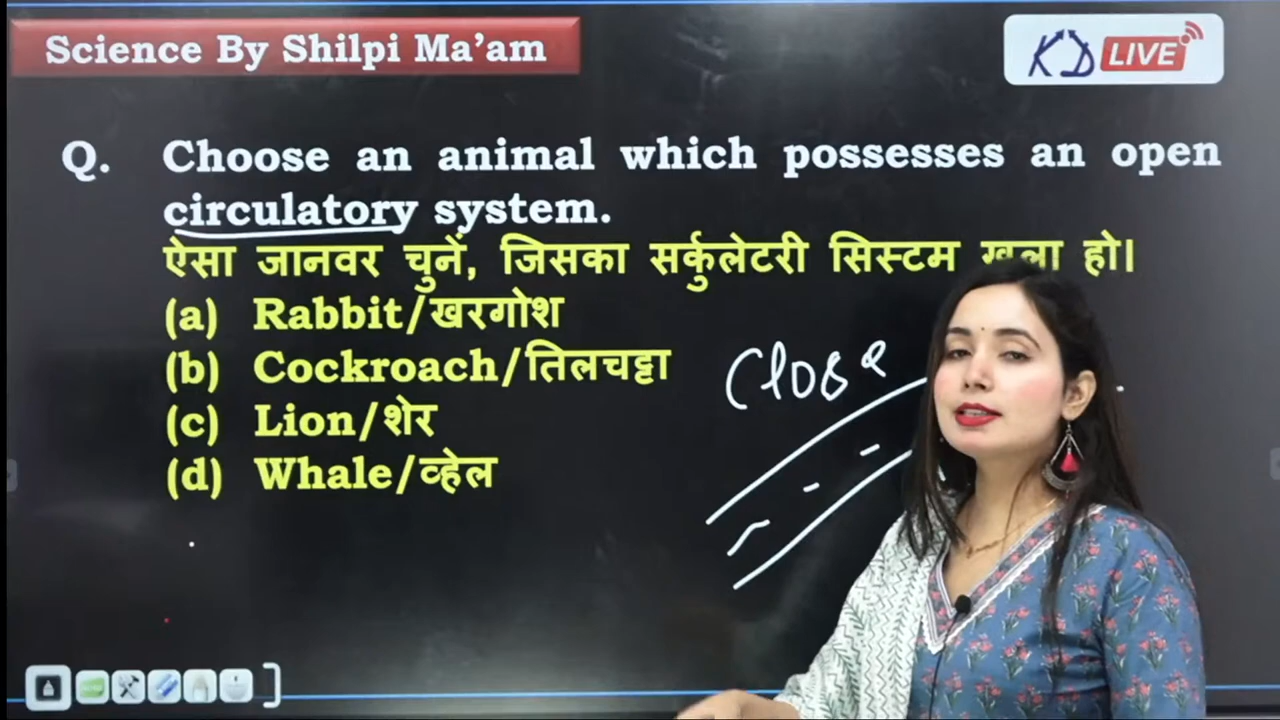 Science By Shilpi Ma'am
KD LIVE
Q. Choose an animal which possesses an open
circulatory system.
ऐसा जानवर चुनें, जिसका सर्कुलेटरी सिस्टम खुला हो।
(a) Rabbit/खरगोश
(b) Cockroach/तिलचट्टा
(c) Lion/शेर
(d) Whale/व्हेल
Close